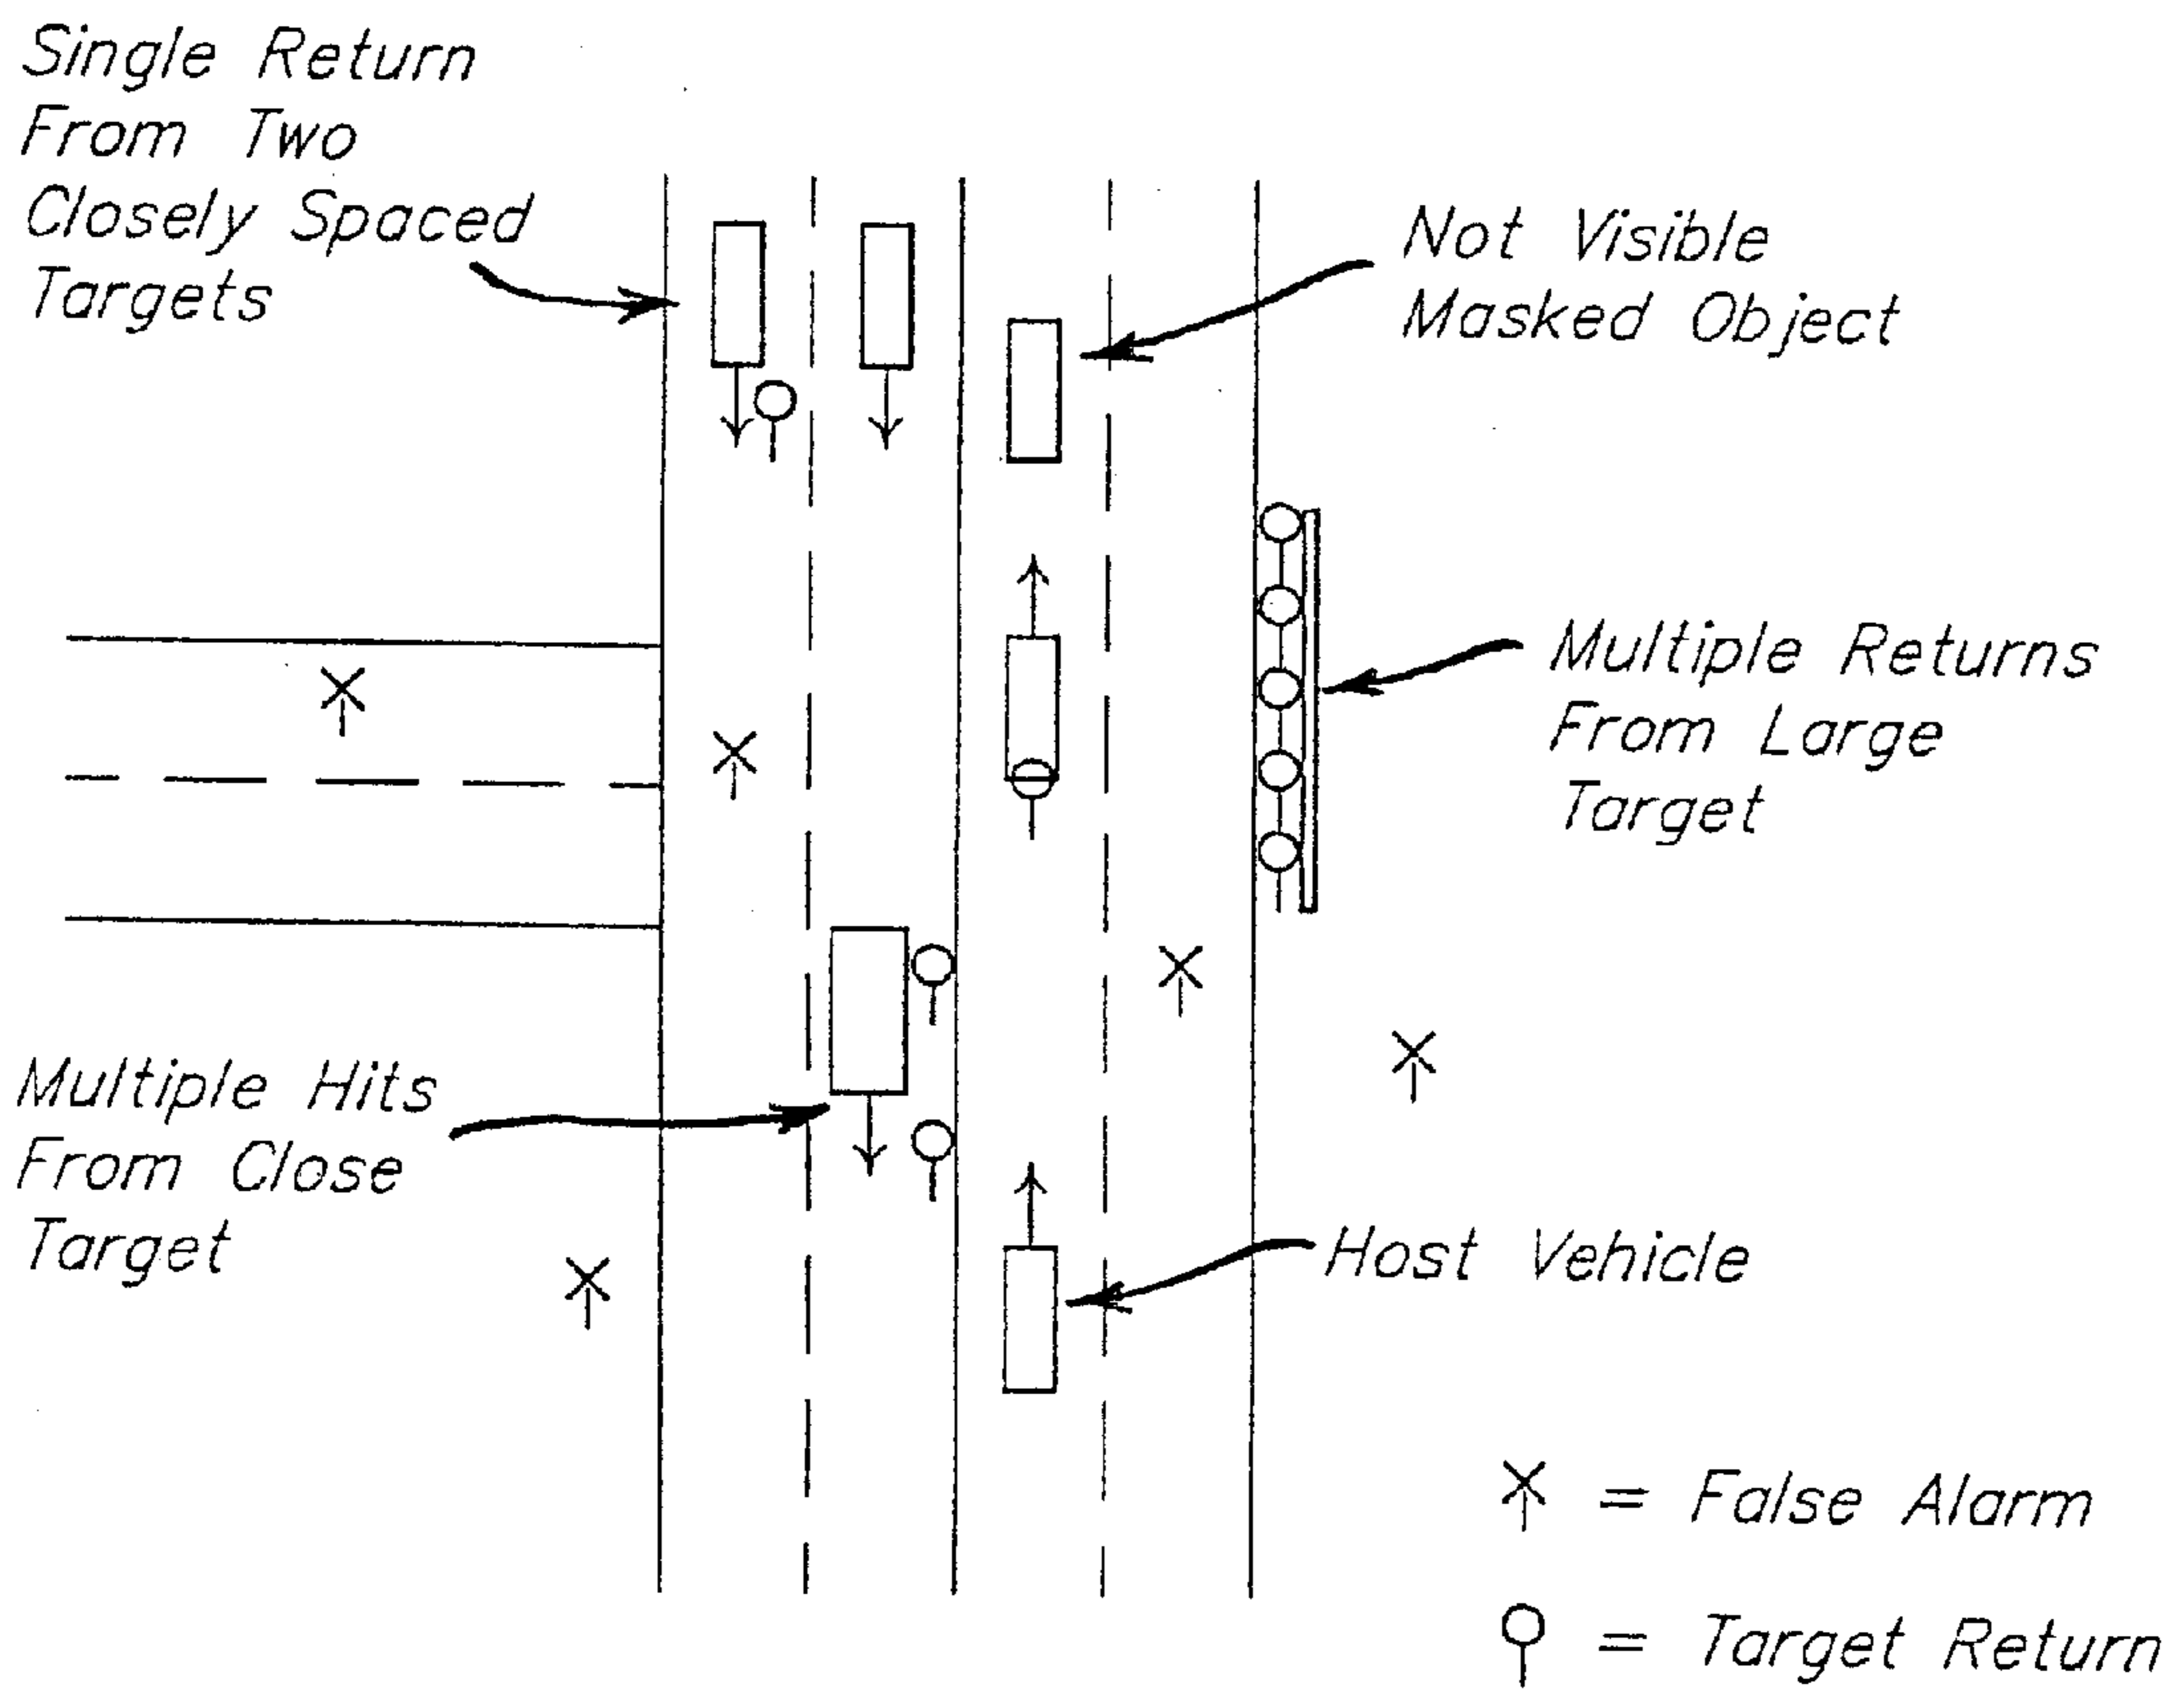 Single Return
From Two
Closely Spaced
Targets
Not Visible
Masked Object
Multiple Returns
From Large
Target
Multiple Hits
From Close
Target
Host Vehicle
= False Alarm
= Target Return